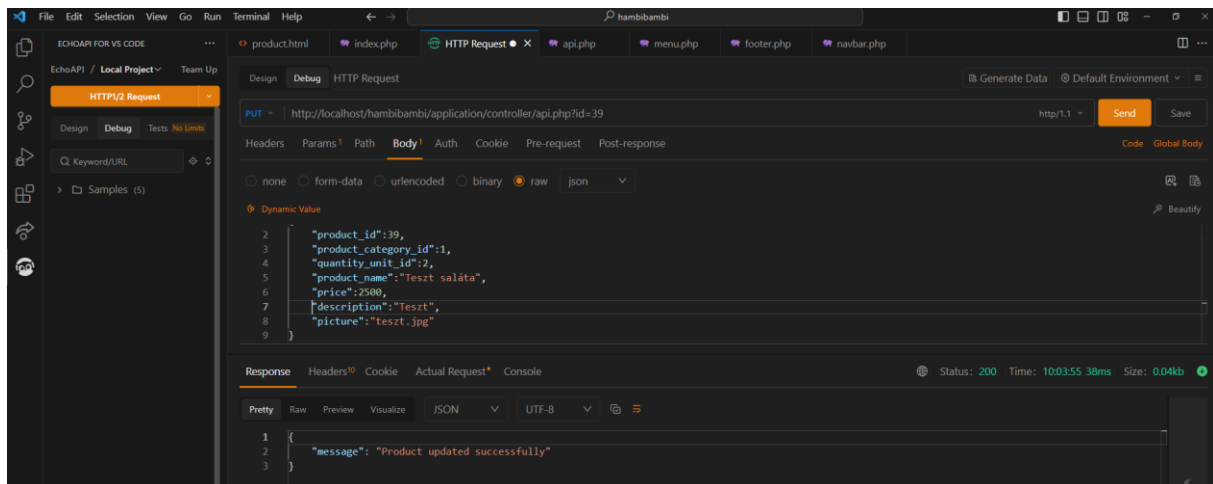 File Edit Selection View Go Run Terminal Help ← → hambibambi
ECHOAPI FOR VS CODE ...
product.html index.php HTTP Request api.php menu.php footer.php navbar.php
EchoAPI / Local Project Team Up
Design Debug HTTP Request Generate Data Default Environment
HTTP1/2 Request
PUT http://localhost/hambibambi/application/controller/api.php?id=39 http/1.1 Send Save
Design Debug Tests No Limits
Headers Params 1 Path Body 1 Auth Cookie Pre-request Post-response Code Global Body
Keyword/URL
none form-data urlencoded binary raw json
Samples (5)
Dynamic Value Beautify
2 "product_id":39,
3 "product_category_id":1,
4 "quantity_unit_id":2,
5 "product_name":"Teszt saláta",
6 "price":2500,
7 "description":"Teszt",
8 "picture":"teszt.jpg"
9 }
Response Headers 10 Cookie Actual Request Console Status: 200 Time: 10:03:55 38ms Size: 0.04kb
Pretty Raw Preview Visualize JSON UTF-8
1 {
2 "message": "Product updated successfully"
3 }